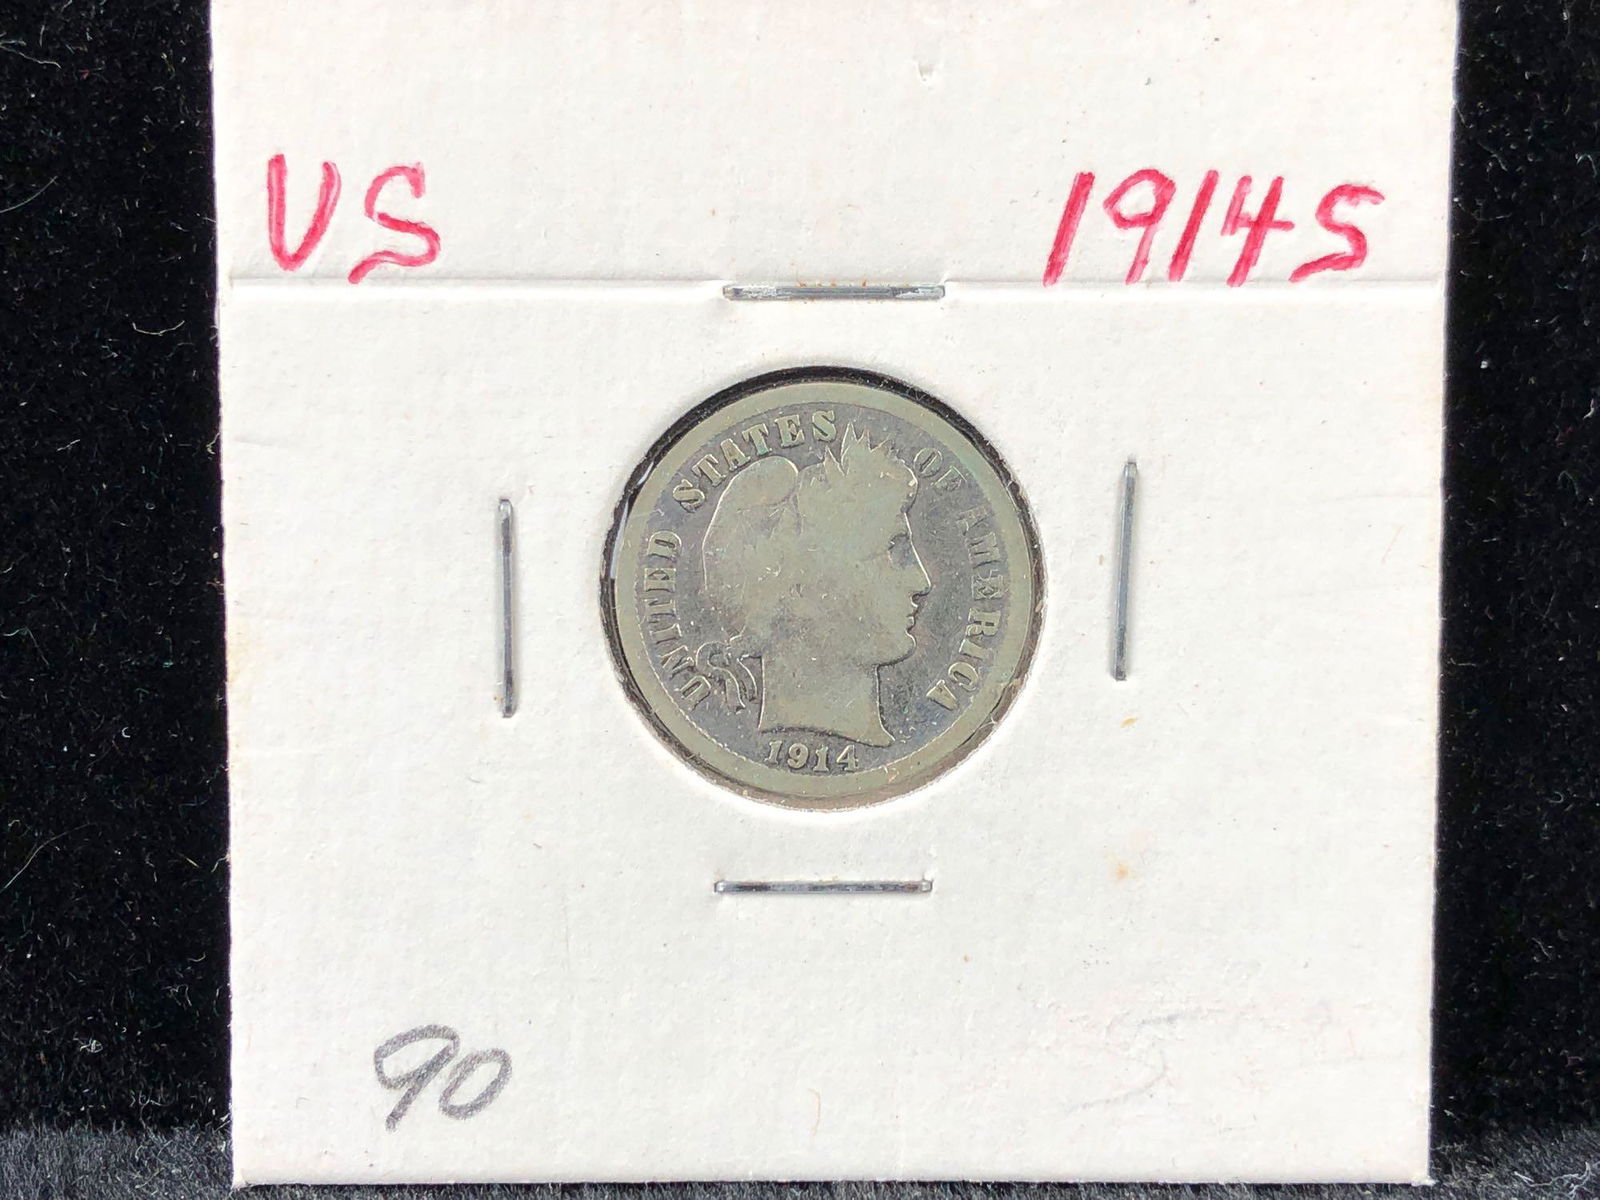 US 1914S
UNITED STATES OF AMERICA
1914
90